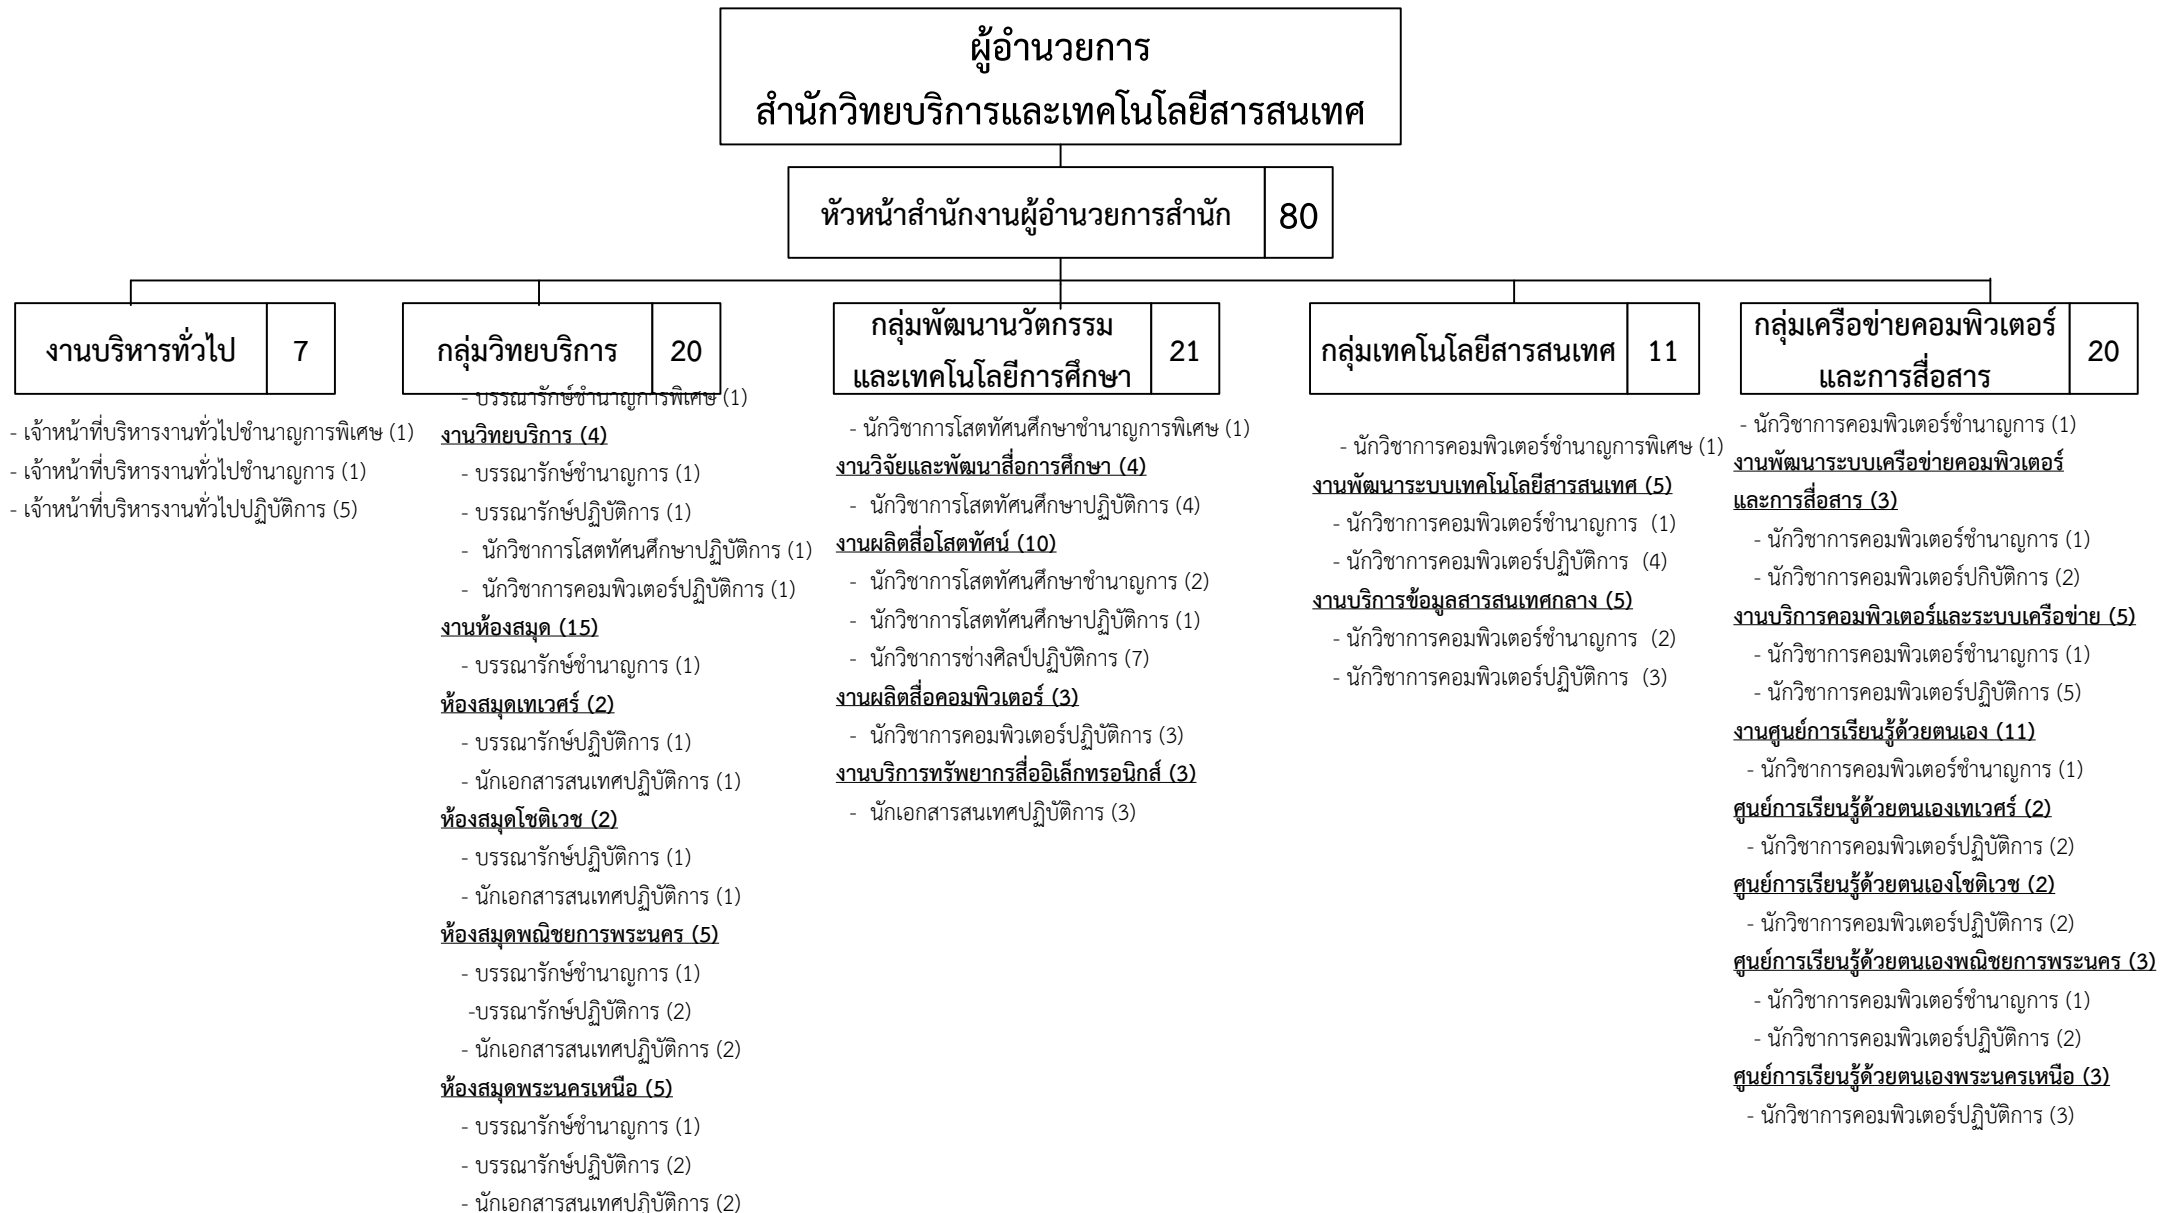 ผู้อำนวยการ
สำนักวิทยบริการและเทคโนโลยีสารสนเทศ
หัวหน้าสำนักงานผู้อำนวยการสำนัก 80
งานบริหารทั่วไป 7
- เจ้าหน้าที่บริหารงานทั่วไปชำนาญการพิเศษ (1)
- เจ้าหน้าที่บริหารงานทั่วไปชำนาญการ (1)
- เจ้าหน้าที่บริหารงานทั่วไปปฏิบัติการ (5)
กลุ่มวิทยบริการ 20
- บรรณารักษ์ชำนาญการพิเศษ (1)
งานวิทยบริการ (4)
- บรรณารักษ์ชำนาญการ (1)
- บรรณารักษ์ปฏิบัติการ (1)
- นักวิชาการโสตทัศนศึกษาปฏิบัติการ (1)
- นักวิชาการคอมพิวเตอร์ปฏิบัติการ (1)
งานห้องสมุด (15)
- บรรณารักษ์ชำนาญการ (1)
ห้องสมุดเทเวศร์ (2)
- บรรณารักษ์ปฏิบัติการ (1)
- นักเอกสารสนเทศปฏิบัติการ (1)
ห้องสมุดโชติเวช (2)
- บรรณารักษ์ปฏิบัติการ (1)
- นักเอกสารสนเทศปฏิบัติการ (1)
ห้องสมุดพณิชยการพระนคร (5)
- บรรณารักษ์ชำนาญการ (1)
-บรรณารักษ์ปฏิบัติการ (2)
- นักเอกสารสนเทศปฏิบัติการ (2)
ห้องสมุดพระนครเหนือ (5)
- บรรณารักษ์ชำนาญการ (1)
- บรรณารักษ์ปฏิบัติการ (2)
- นักเอกสารสนเทศปฏิบัติการ (2)
กลุ่มพัฒนานวัตกรรม
และเทคโนโลยีการศึกษา 21
- นักวิชาการโสตทัศนศึกษาชำนาญการพิเศษ (1)
งานวิจัยและพัฒนาสื่อการศึกษา (4)
- นักวิชาการโสตทัศนศึกษาปฏิบัติการ (4)
งานผลิตสื่อโสตทัศน์ (10)
- นักวิชาการโสตทัศนศึกษาชำนาญการ (2)
- นักวิชาการโสตทัศนศึกษาปฏิบัติการ (1)
- นักวิชาการช่างศิลป์ปฏิบัติการ (7)
งานผลิตสื่อคอมพิวเตอร์ (3)
- นักวิชาการคอมพิวเตอร์ปฏิบัติการ (3)
งานบริการทรัพยากรสื่ออิเล็กทรอนิกส์ (3)
- นักเอกสารสนเทศปฏิบัติการ (3)
กลุ่มเทคโนโลยีสารสนเทศ 11
- นักวิชาการคอมพิวเตอร์ชำนาญการพิเศษ (1)
งานพัฒนาระบบเทคโนโลยีสารสนเทศ (5)
- นักวิชาการคอมพิวเตอร์ชำนาญการ (1)
- นักวิชาการคอมพิวเตอร์ปฏิบัติการ (4)
งานบริการข้อมูลสารสนเทศกลาง (5)
- นักวิชาการคอมพิวเตอร์ชำนาญการ (2)
- นักวิชาการคอมพิวเตอร์ปฏิบัติการ (3)
กลุ่มเครือข่ายคอมพิวเตอร์
และการสื่อสาร 20
- นักวิชาการคอมพิวเตอร์ชำนาญการ (1)
งานพัฒนาระบบเครือข่ายคอมพิวเตอร์
และการสื่อสาร (3)
- นักวิชาการคอมพิวเตอร์ชำนาญการ (1)
- นักวิชาการคอมพิวเตอร์ปกิบัติการ (2)
งานบริการคอมพิวเตอร์และระบบเครือข่าย (5)
- นักวิชาการคอมพิวเตอร์ชำนาญการ (1)
- นักวิชาการคอมพิวเตอร์ปฏิบัติการ (5)
งานศูนย์การเรียนรู้ด้วยตนเอง (11)
- นักวิชาการคอมพิวเตอร์ชำนาญการ (1)
ศูนย์การเรียนรู้ด้วยตนเองเทเวศร์ (2)
- นักวิชาการคอมพิวเตอร์ปฏิบัติการ (2)
ศูนย์การเรียนรู้ด้วยตนเองโชติเวช (2)
- นักวิชาการคอมพิวเตอร์ปฏิบัติการ (2)
ศูนย์การเรียนรู้ด้วยตนเองพณิชยการพระนคร (3)
- นักวิชาการคอมพิวเตอร์ชำนาญการ (1)
- นักวิชาการคอมพิวเตอร์ปฏิบัติการ (2)
ศูนย์การเรียนรู้ด้วยตนเองพระนครเหนือ (3)
- นักวิชาการคอมพิวเตอร์ปฏิบัติการ (3)